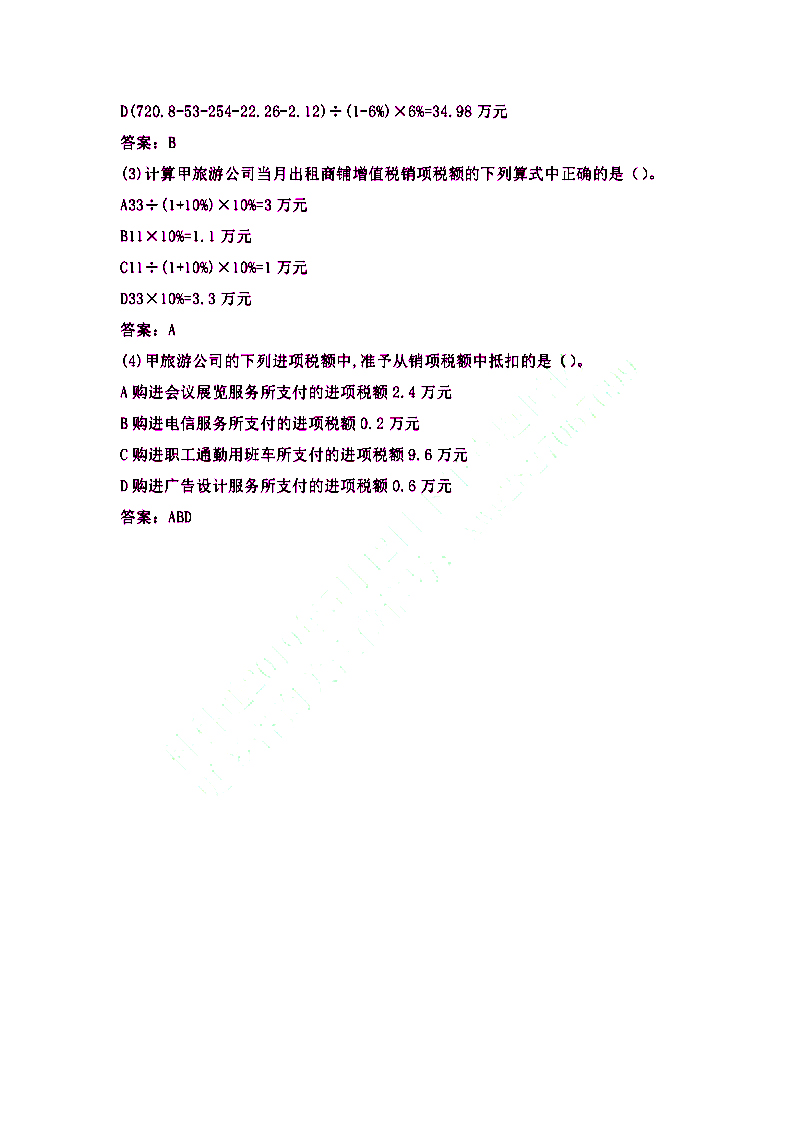 D(720.8-53-254-22.26-2.12)÷(1-6%)×6%=34.98 万元
答案：B
(3)计算甲旅游公司当月出租商铺增值税销项税额的下列算式中正确的是（）。
A33÷(1+10%)×10%=3 万元
B11×10%=1.1 万元
C11÷(1+10%)×10%=1 万元
D33×10%=3.3 万元
答案：A
(4)甲旅游公司的下列进项税额中,准予从销项税额中抵扣的是（）。
A 购进会议展览服务所支付的进项税额 2.4 万元
B 购进电信服务所支付的进项税额 0.2 万元
C 购进职工通勤用班车所支付的进项税额 9.6 万元
D 购进广告设计服务所支付的进项税额 0.6 万元
答案：ABD